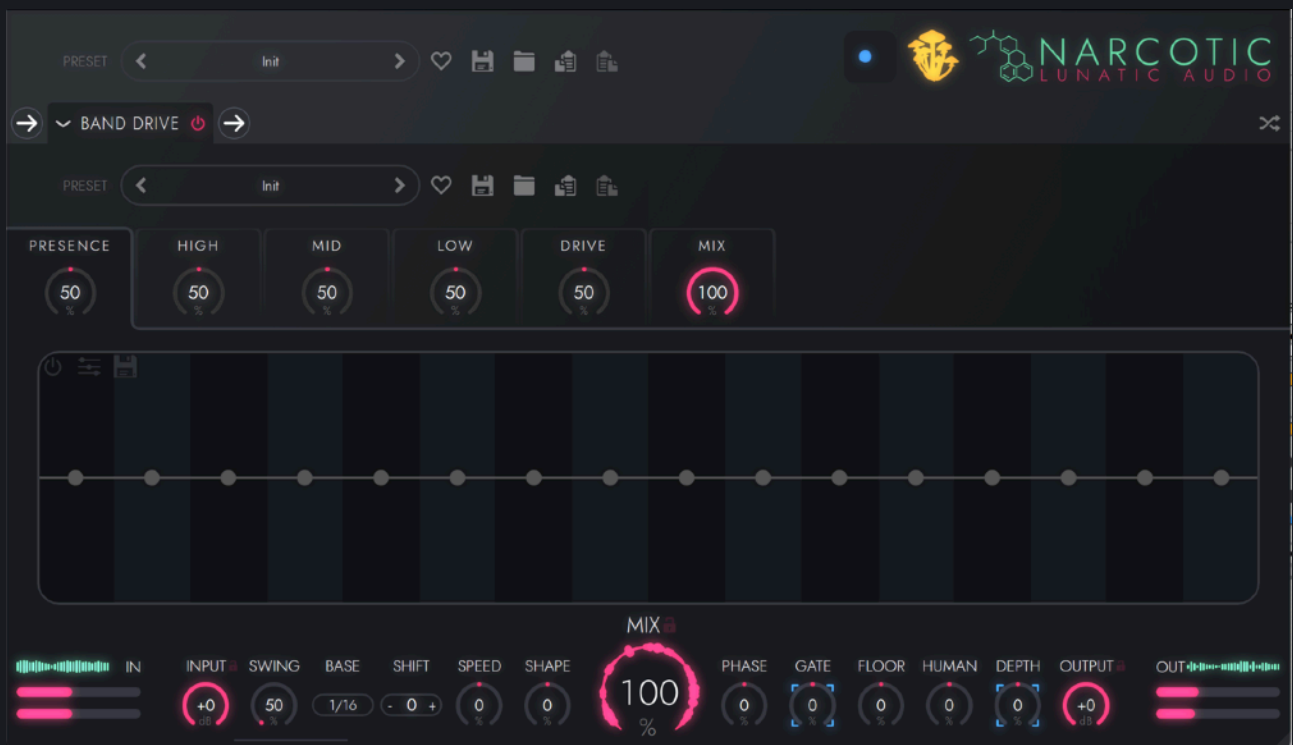 PRESET Init NARCOTIC
LUNATIC AUDIO
BAND DRIVE
PRESET Init
PRESENCE HIGH MID LOW DRIVE MIX
50 50 50 50 50 100
% % % % % %
MIX
IN INPUT SWING BASE SHIFT SPEED SHAPE PHASE GATE FLOOR HUMAN DEPTH OUTPUT OUT
+0 50 1/16 - 0 + 0 0 100 0 0 0 0 0 +0
dB % % % % % % % % % dB